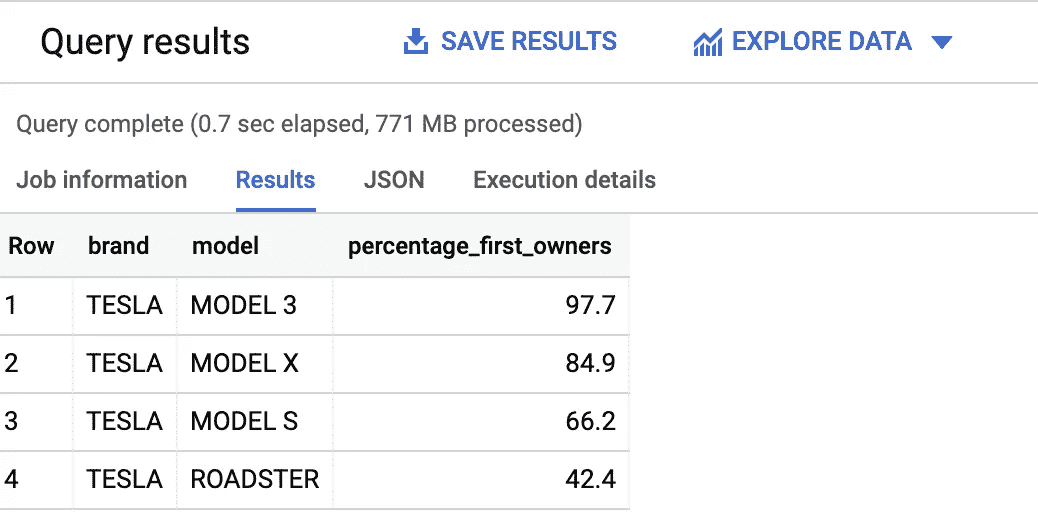 Query results SAVE RESULTS EXPLORE DATA
Query complete (0.7 sec elapsed, 771 MB processed)
Job information Results JSON Execution details
Row brand model percentage_first_owners
1 TESLA MODEL 3 97.7
2 TESLA MODEL X 84.9
3 TESLA MODEL S 66.2
4 TESLA ROADSTER 42.4